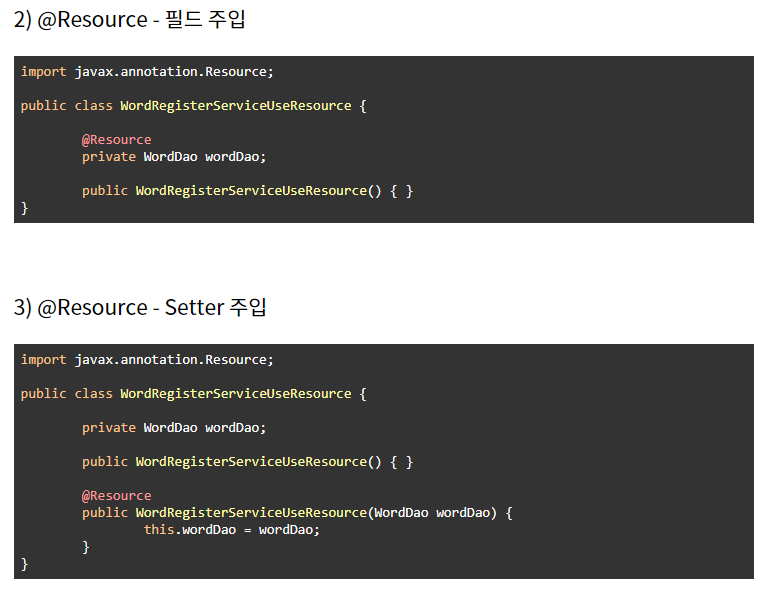 2) @Resource - 필드 주입
import javax.annotation.Resource;
public class WordRegisterServiceUseResource {
@Resource
private WordDao wordDao;
public WordRegisterServiceUseResource() { }
}
3) @Resource - Setter 주입
import javax.annotation.Resource;
public class WordRegisterServiceUseResource {
private WordDao wordDao;
public WordRegisterServiceUseResource() { }
@Resource
public WordRegisterServiceUseResource(WordDao wordDao) {
this.wordDao = wordDao;
}
}